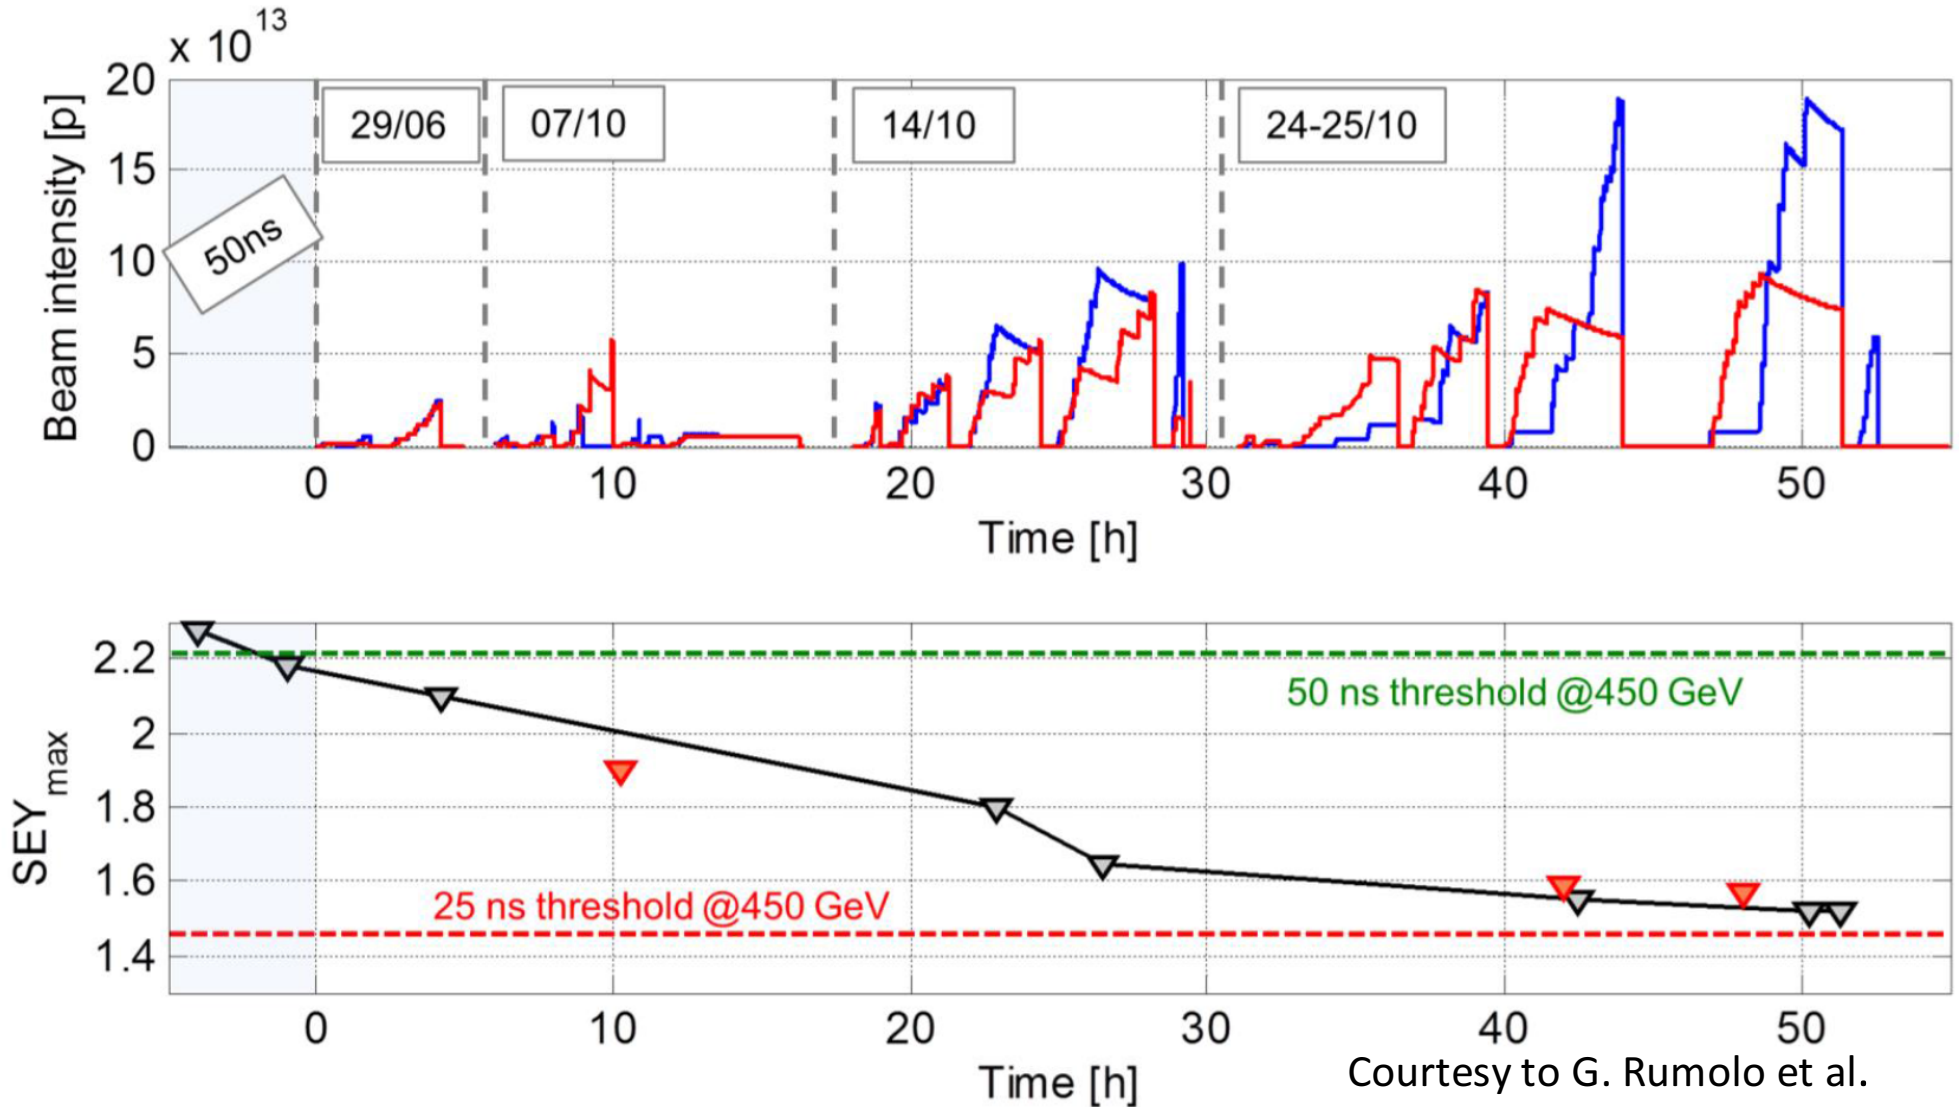 x 10^13
20
15
10
5
0
Beam intensity [p]
50ns
29/06
07/10
14/10
24-25/10
0 10 20 30 40 50
Time [h]
2.2
2
1.8
1.6
1.4
SEYmax
50 ns threshold @450 GeV
25 ns threshold @450 GeV
0 10 20 30 40 50
Time [h]
Courtesy to G. Rumolo et al.